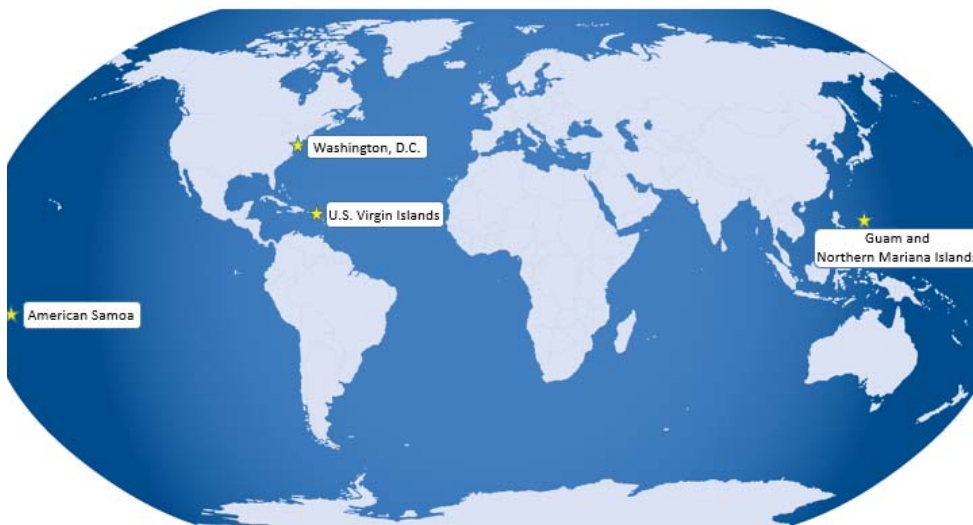 Washington, D.C.
U.S. Virgin Islands
Guam and
Northern Mariana Islands
American Samoa